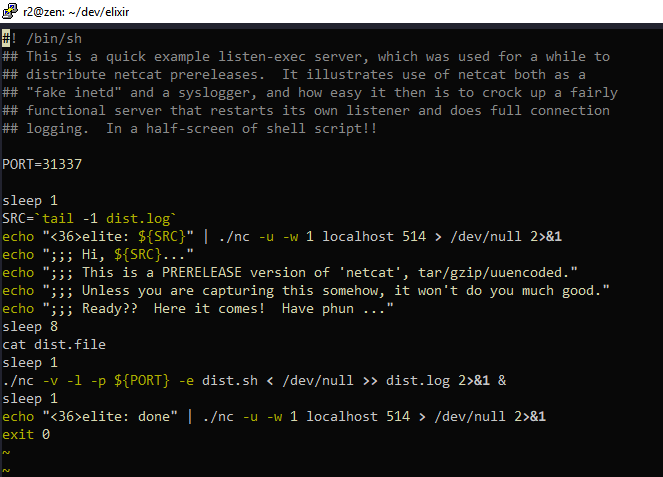 r2@zen: ~/dev/elixir
#! /bin/sh
## This is a quick example listen-exec server, which was used for a while to
## distribute netcat prereleases.  It illustrates use of netcat both as a
## "fake inetd" and a syslogger, and how easy it then is to crock up a fairly
## functional server that restarts its own listener and does full connection
## logging.  In a half-screen of shell script!!
PORT=31337
sleep 1
SRC=`tail -1 dist.log`
echo "<36>elite: ${SRC}" | ./nc -u -w 1 localhost 514 > /dev/null 2>&1
echo ";;; Hi, ${SRC}..."
echo ";;; This is a PRERELEASE version of 'netcat', tar/gzip/uuencoded."
echo ";;; Unless you are capturing this somehow, it won't do you much good."
echo ";;; Ready??  Here it comes!  Have phun ..."
sleep 8
cat dist.file
sleep 1
./nc -v -l -p ${PORT} -e dist.sh < /dev/null >> dist.log 2>&1 &
sleep 1
echo "<36>elite: done" | ./nc -u -w 1 localhost 514 > /dev/null 2>&1
exit 0
~
~